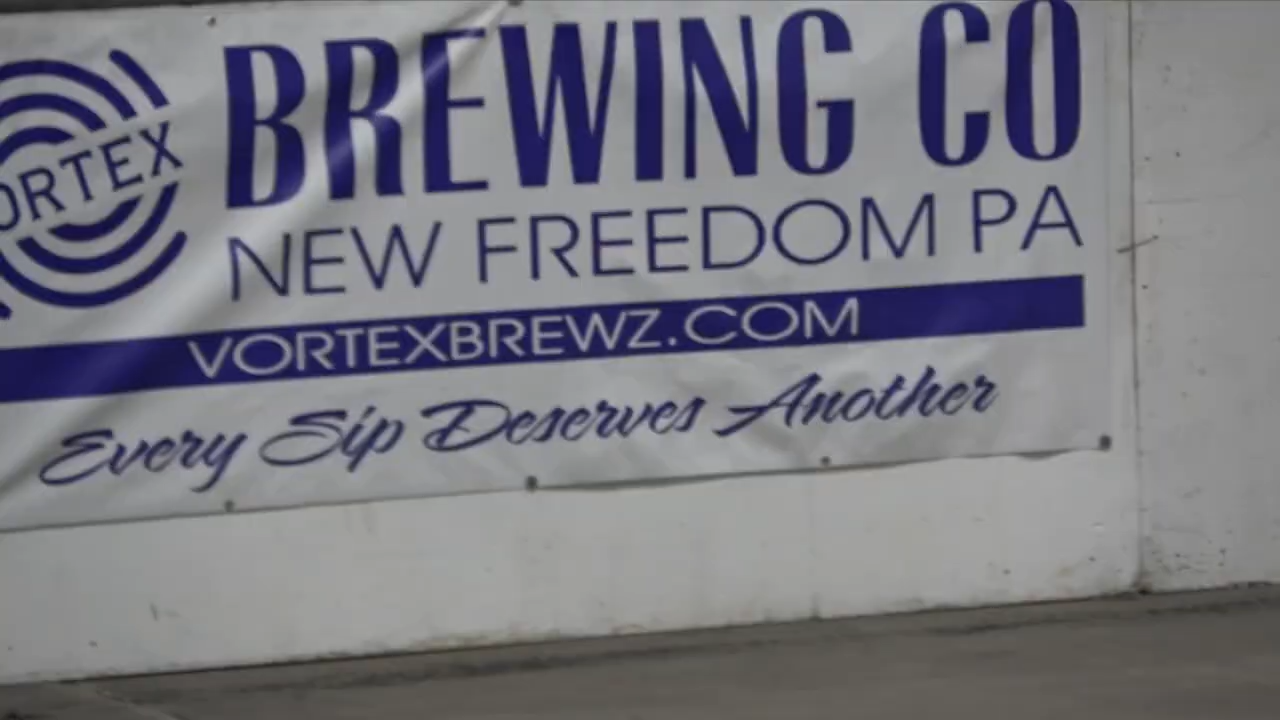 ORTEX
BREWING CO
NEW FREEDOM PA
VORTEXBREWZ.COM
Every Sip Deserves Another